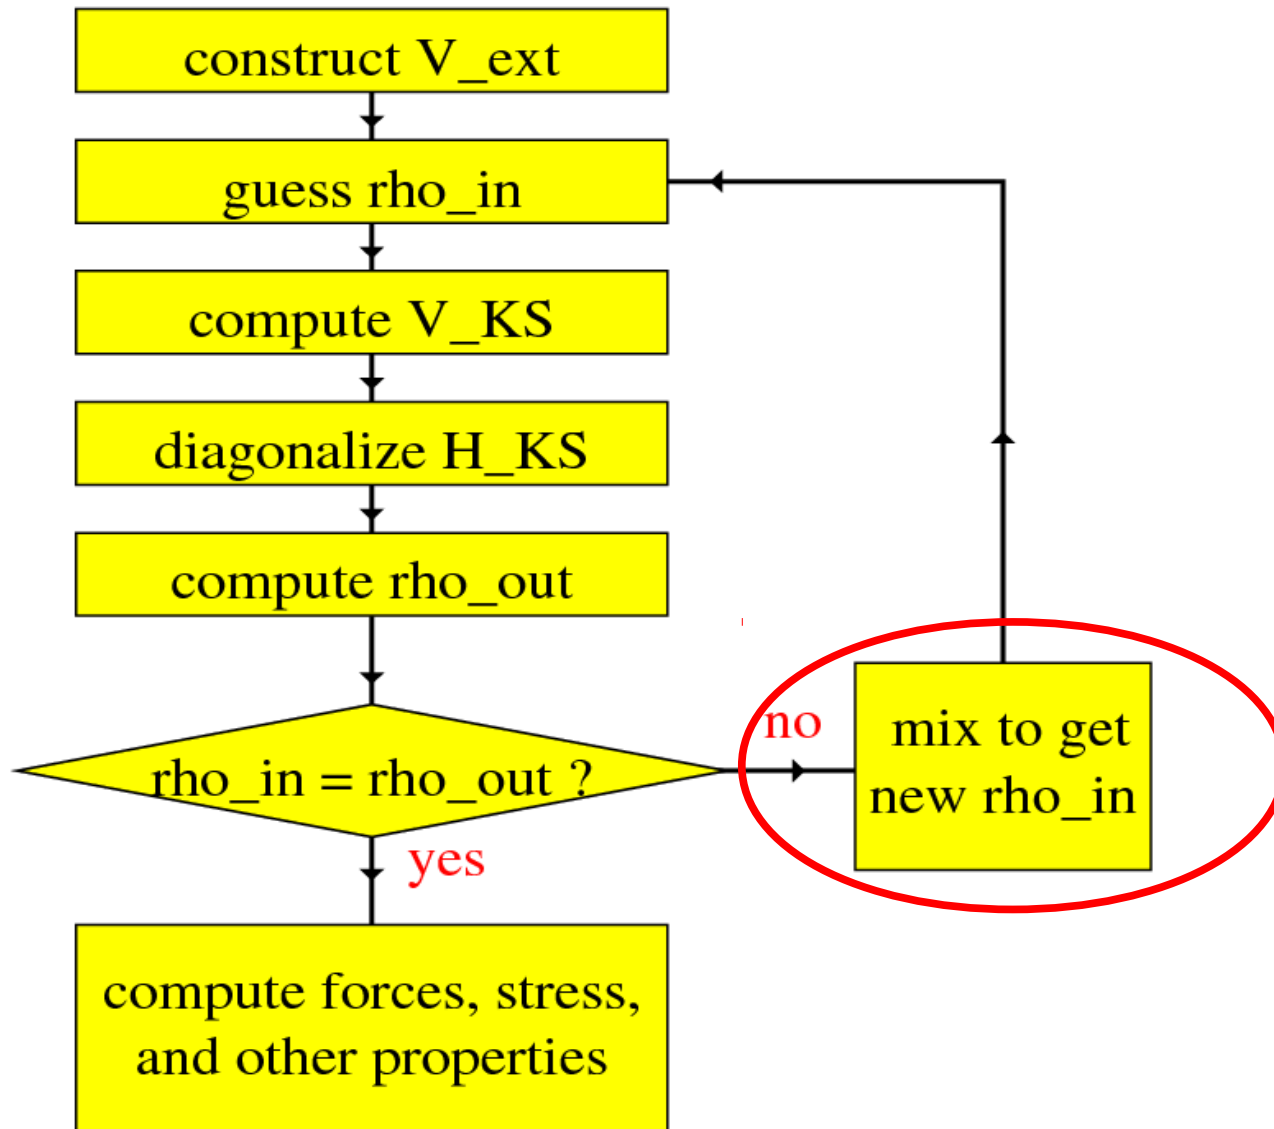 construct V_ext
guess rho_in
compute V_KS
diagonalize H_KS
compute rho_out
rho_in = rho_out ?
no
mix to get
new rho_in
yes
compute forces, stress,
and other properties